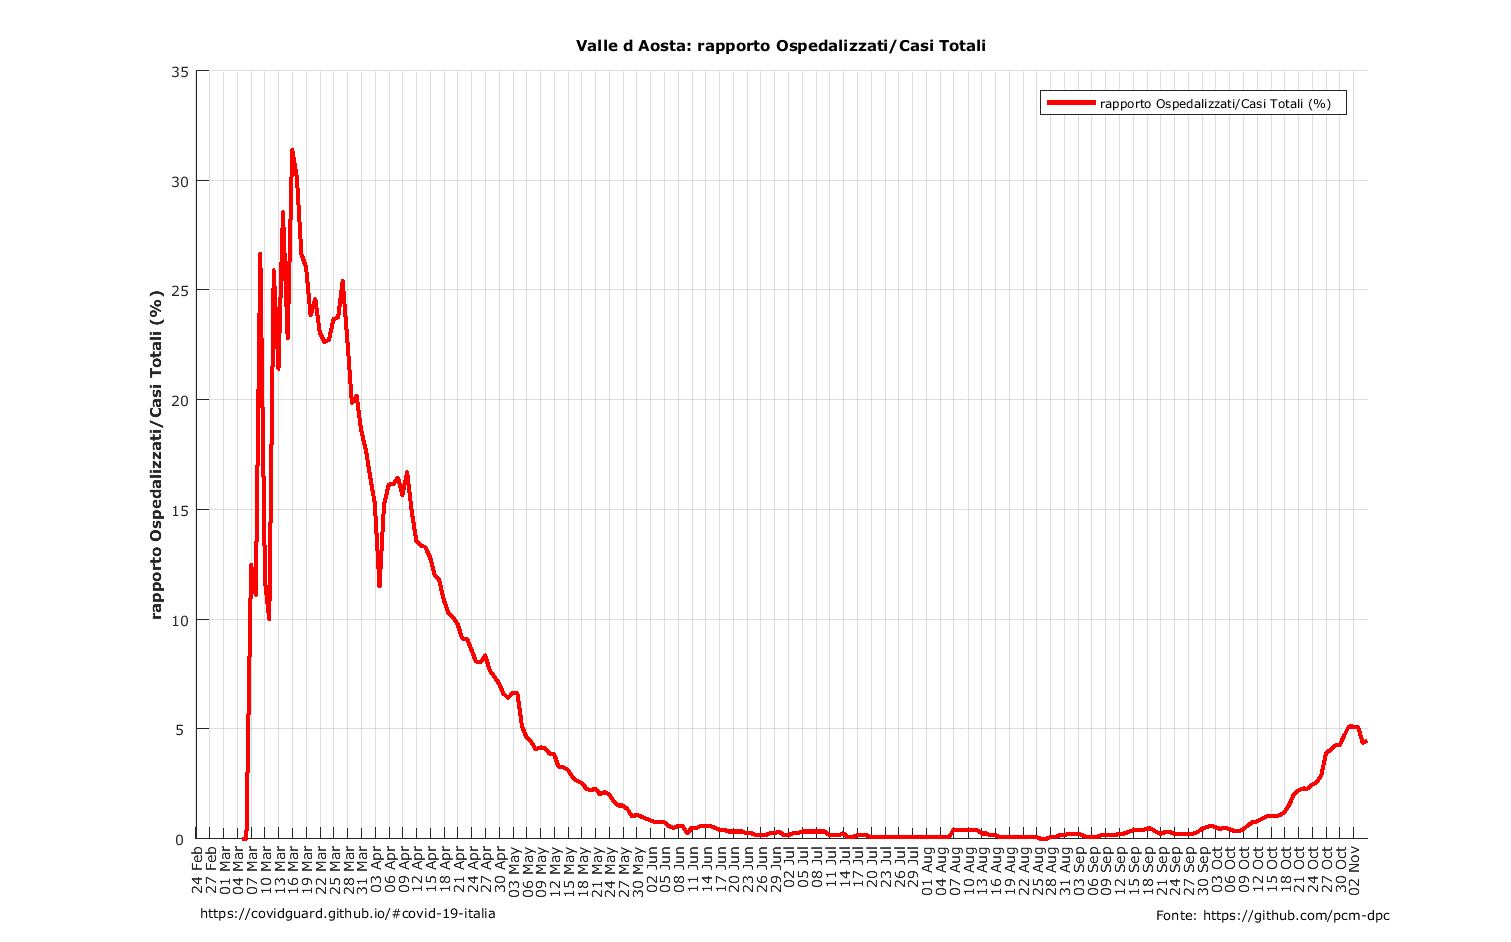 Valle d Aosta: rapporto Ospedalizzati/Casi Totali
rapporto Ospedalizzati/Casi Totali (%)
rapporto Ospedalizzati/Casi Totali (%)
35
30
25
20
15
10
5
0
24 Feb
27 Feb
01 Mar
04 Mar
07 Mar
10 Mar
13 Mar
16 Mar
19 Mar
22 Mar
25 Mar
28 Mar
31 Mar
03 Apr
06 Apr
09 Apr
12 Apr
15 Apr
18 Apr
21 Apr
24 Apr
27 Apr
30 Apr
03 May
06 May
09 May
12 May
15 May
18 May
21 May
24 May
27 May
30 May
02 Jun
05 Jun
08 Jun
11 Jun
14 Jun
17 Jun
20 Jun
23 Jun
26 Jun
29 Jun
02 Jul
05 Jul
08 Jul
11 Jul
14 Jul
17 Jul
20 Jul
23 Jul
26 Jul
29 Jul
01 Aug
04 Aug
07 Aug
10 Aug
13 Aug
16 Aug
19 Aug
22 Aug
25 Aug
28 Aug
31 Aug
03 Sep
06 Sep
09 Sep
12 Sep
15 Sep
18 Sep
21 Sep
24 Sep
27 Sep
30 Sep
03 Oct
06 Oct
09 Oct
12 Oct
15 Oct
18 Oct
21 Oct
24 Oct
27 Oct
30 Oct
02 Nov
https://covidguard.github.io/#covid-19-italia
Fonte: https://github.com/pcm-dpc